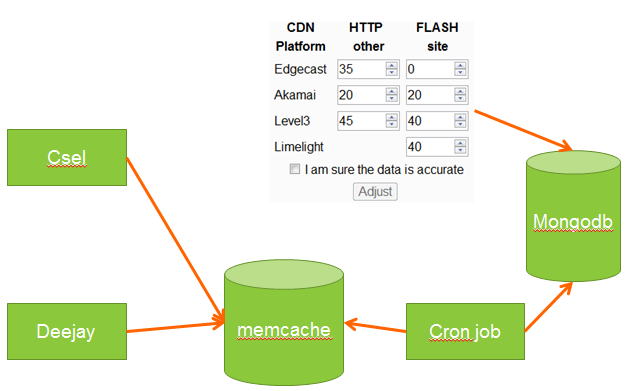 CDN HTTP FLASH
Platform other site
Edgecast 35 0
Akamai 20 20
Level3 45 40
Limelight 40
I am sure the data is accurate
Adjust
Csel
Mongodb
Deejay
memcache
Cron job